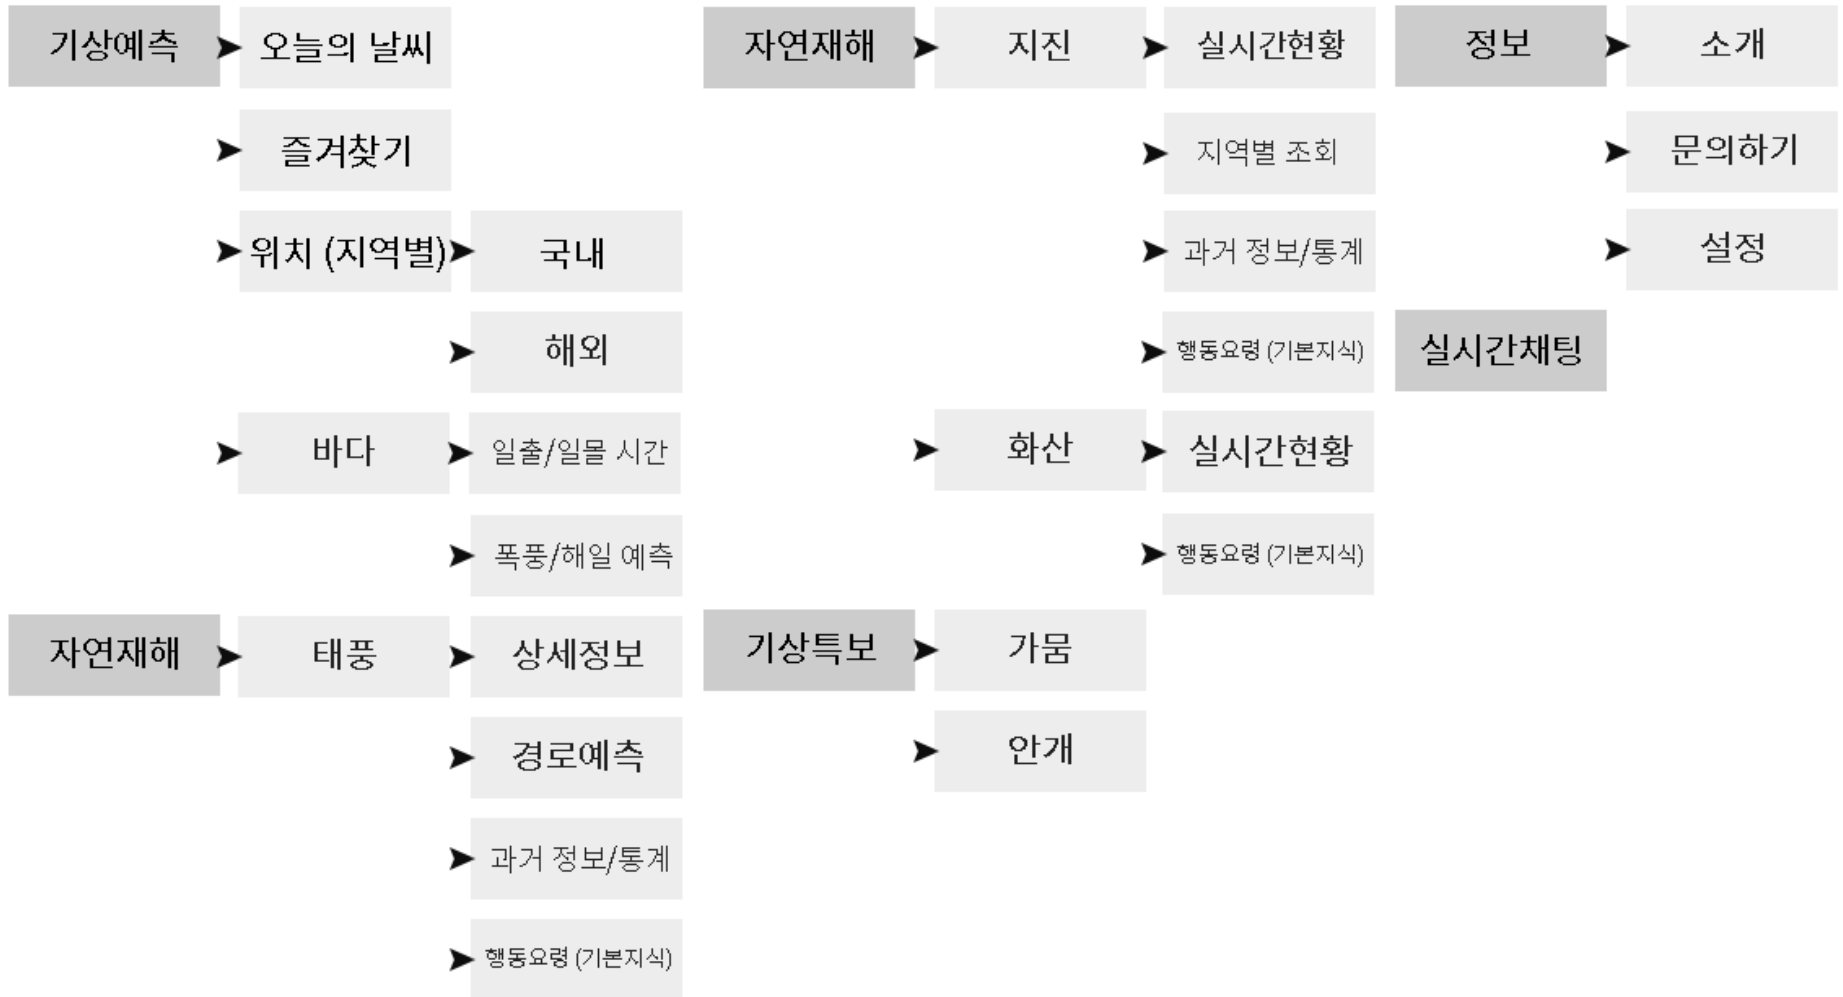 기상예측
오늘의 날씨
즐겨찾기
위치 (지역별)
국내
해외
바다
일출/일몰 시간
폭풍/해일 예측
자연재해
태풍
상세정보
경로예측
과거 정보/통계
행동요령 (기본지식)
자연재해
지진
실시간현황
지역별 조회
과거 정보/통계
행동요령 (기본지식)
화산
실시간현황
행동요령 (기본지식)
기상특보
가뭄
안개
정보
소개
문의하기
설정
실시간채팅